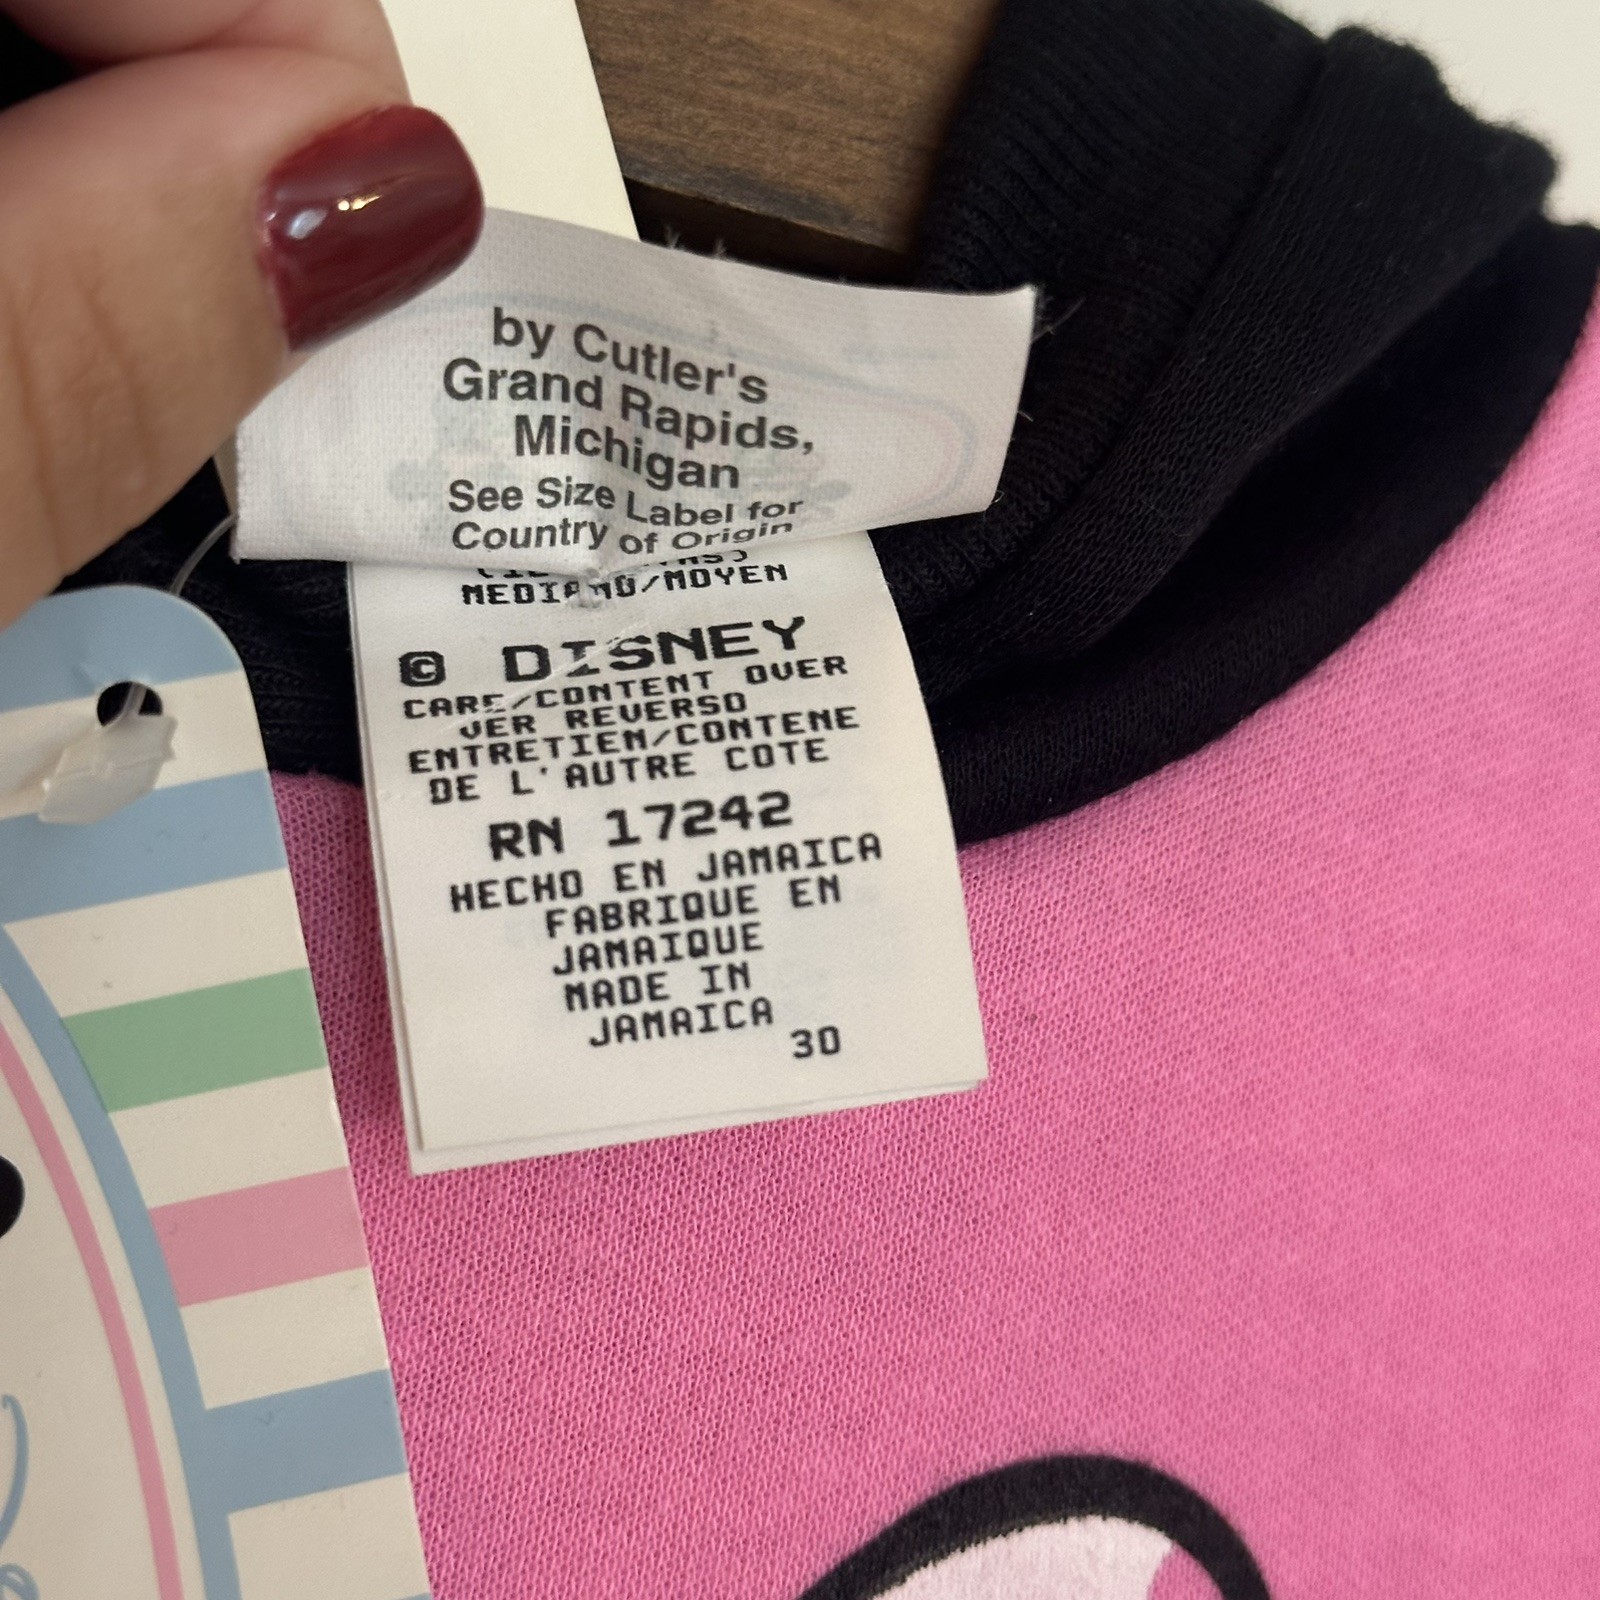 by Cutler's
Grand Rapids,
Michigan
See Size Label for
Country of Origin
MEDIANO/MOYEN
© DISNEY
CARE/CONTENT OVER
VER REVERSO
ENTRETIEN/CONTENE
DE L'AUTRE COTE
RN 17242
HECHO EN JAMAICA
FABRIQUE EN
JAMAIQUE
MADE IN
JAMAICA
30